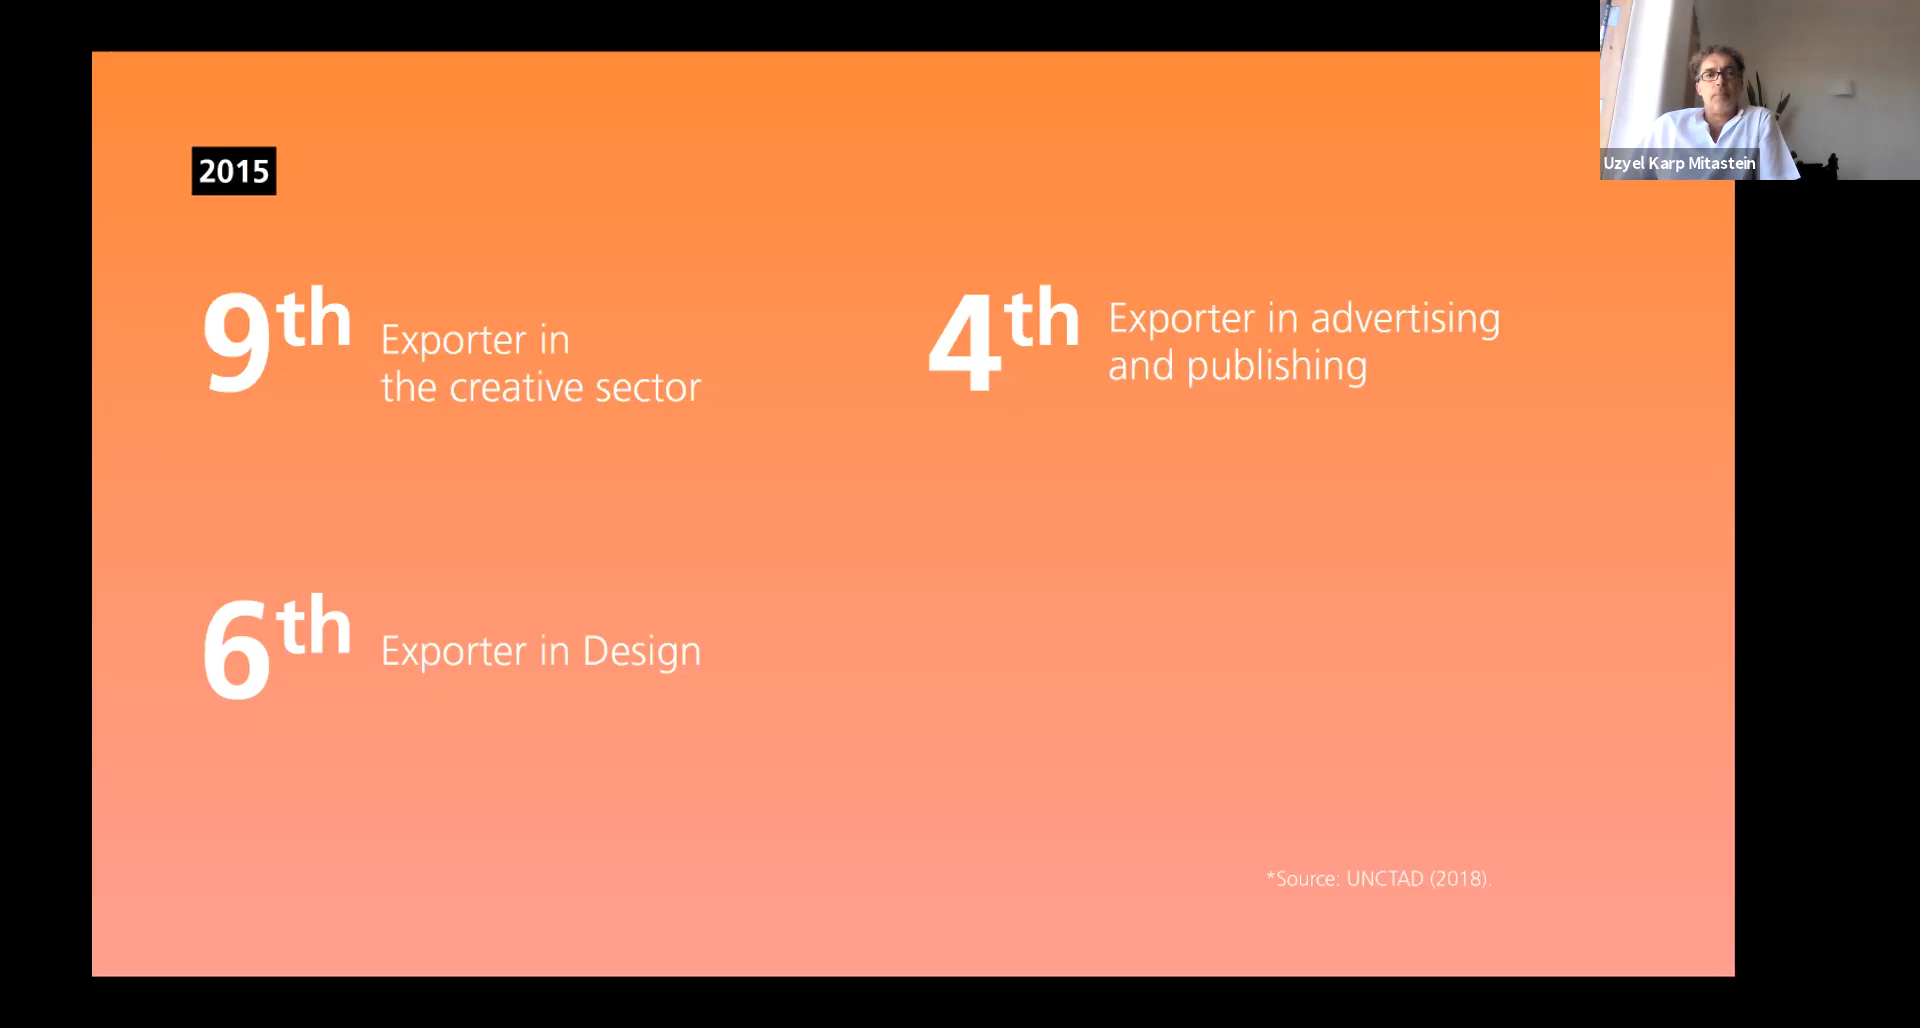 2015
9th
Exporter in
the creative sector
4th
Exporter in advertising
and publishing
6th
Exporter in Design
*Source: UNCTAD (2018).
Uzyel Karp Mitastein